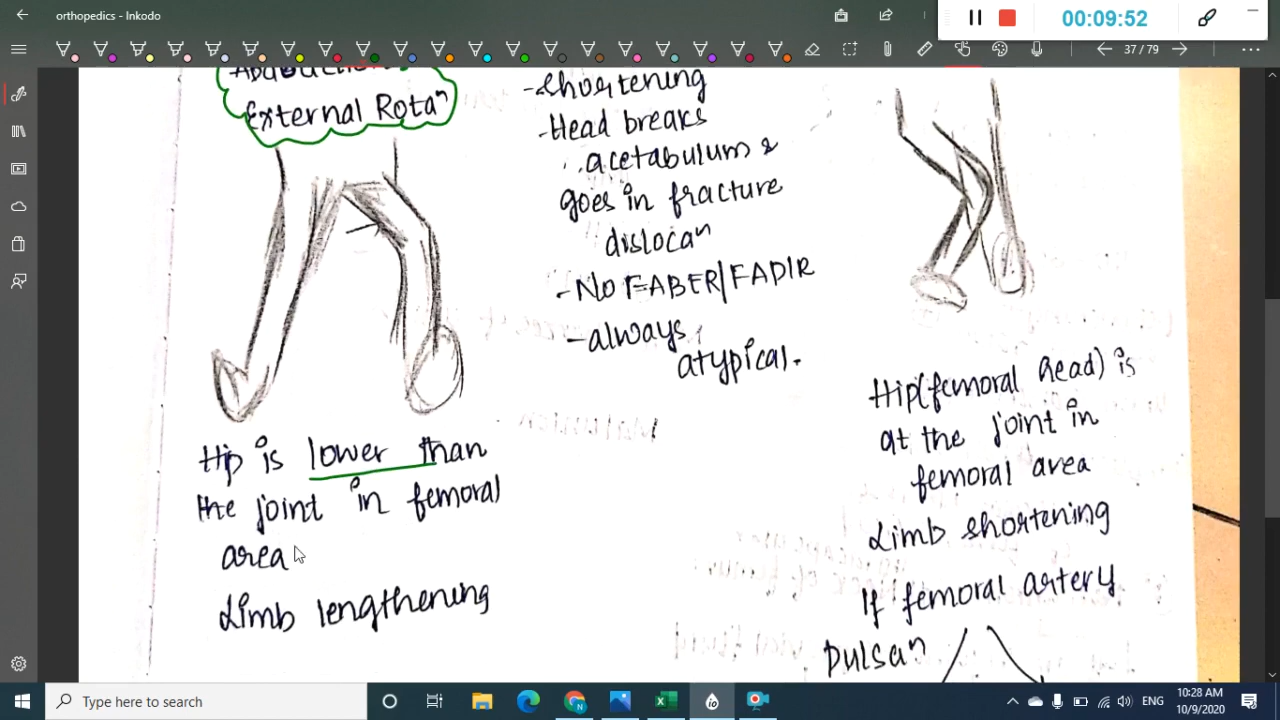 orthopedics - Inkodo
00:09:52
37 / 79
External Rotaⁿ
Hip is lower than
the joint in femoral
area
Limb lengthening
-shortening
-Head breaks
acetabulum &
goes in fracture
dislocaⁿ
-No FABER/FADIR
-always
atypical.
Hip(femoral head) is
at the joint in
femoral area
Limb shortening
If femoral artery
pulsaⁿ
Type here to search
ENG
10:28 AM
10/9/2020